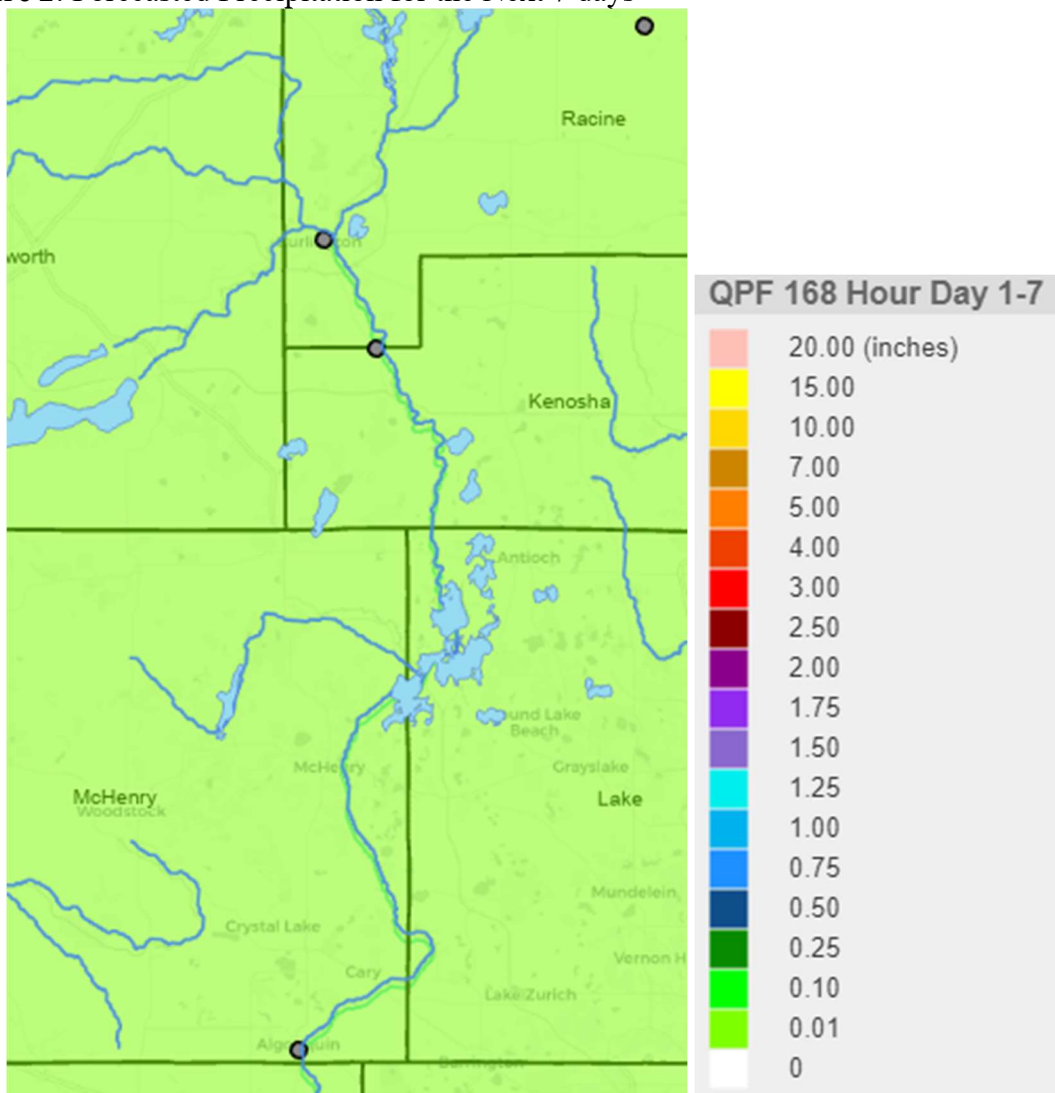 Racine
Burlington
worth
Kenosha
Antioch
ound Lake
Beach
McHenry
Grayslake
McHenry
Woodstock
Lake
Mundelein
Crystal Lake
Vernon H
Cary
Lake Zurich
Algonquin
Barrington
QPF 168 Hour Day 1-7
20.00 (inches)
15.00
10.00
7.00
5.00
4.00
3.00
2.50
2.00
1.75
1.50
1.25
1.00
0.75
0.50
0.25
0.10
0.01
0